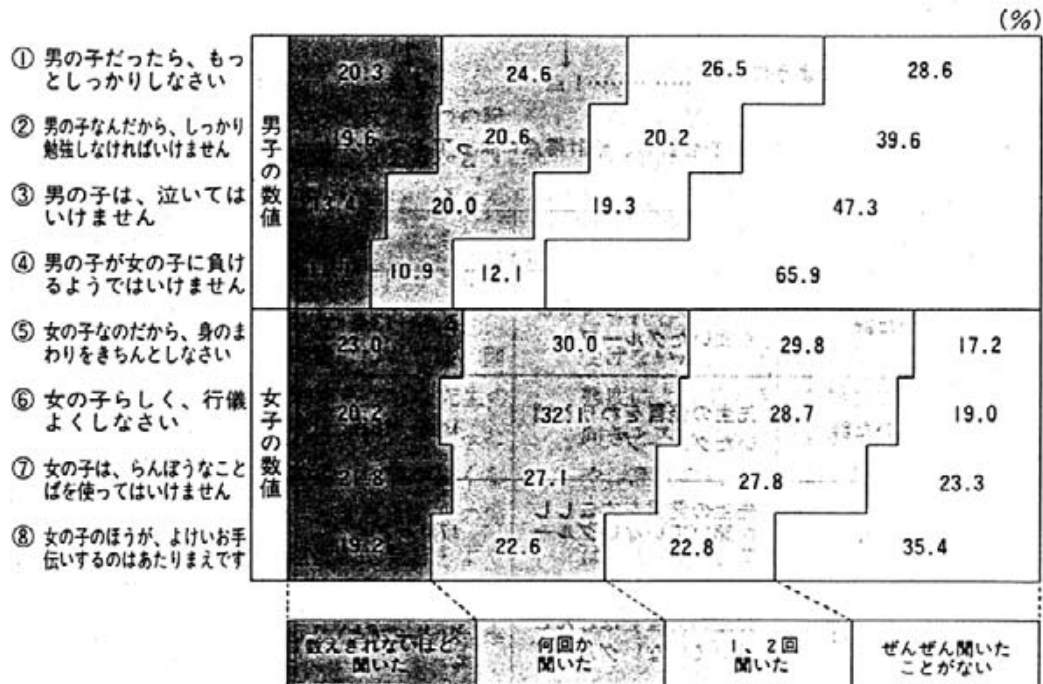 (%)
① 男の子だったら、もっ
としっかりしなさい
② 男の子なんだから、しっかり
勉強しなければいけません
③ 男の子は、泣いては
いけません
④ 男の子が女の子に負け
るようではいけません
男子の数値
20.3 24.6 26.5 28.6
19.6 20.6 20.2 39.6
13.4 20.0 19.3 47.3
10.9 12.1 65.9
⑤ 女の子なのだから、身のま
わりをきちんとしなさい
⑥ 女の子らしく、行儀
よくしなさい
⑦ 女の子は、らんぼうなこと
ばを使ってはいけません
⑧ 女の子のほうが、よけいお手
伝いするのはあたりまえです
女子の数値
23.0 30.0 29.8 17.2
20.2 32.1 28.7 19.0
21.8 27.1 27.8 23.3
19.2 22.6 22.8 35.4
数えきれないほど
聞いた
何回か
聞いた
1、2回
聞いた
ぜんぜん聞いた
ことがない